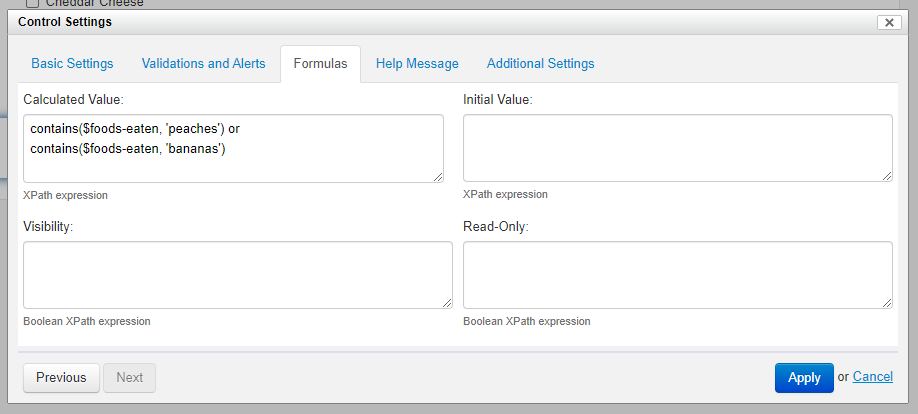 Cheddar Cheese
Control Settings
Basic Settings
Validations and Alerts
Formulas
Help Message
Additional Settings
Calculated Value:
contains($foods-eaten, 'peaches') or
contains($foods-eaten, 'bananas')
XPath expression
Initial Value:
XPath expression
Visibility:
Boolean XPath expression
Read-Only:
Boolean XPath expression
Previous
Next
Apply or Cancel